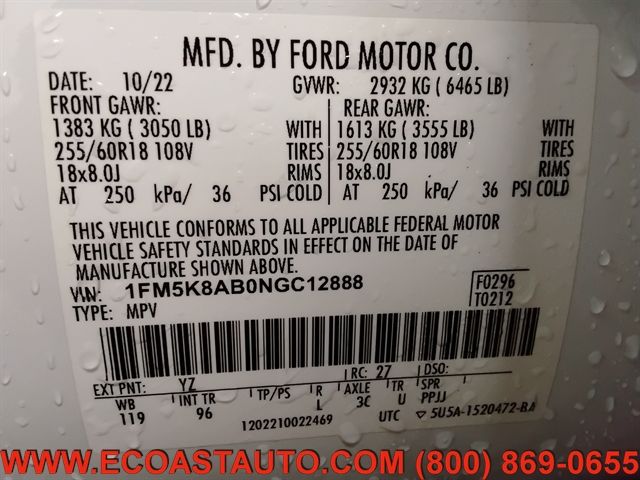 MFD. BY FORD MOTOR CO.
DATE: 10/22 GVWR: 2932 KG ( 6465 LB)
FRONT GAWR: REAR GAWR:
1383 KG ( 3050 LB) WITH 1613 KG ( 3555 LB) WITH
255/60R18 108V TIRES 255/60R18 108V TIRES
18x8.0J RIMS 18x8.0J RIMS
AT 250 kPa/ 36 PSI COLD AT 250 kPa/ 36 PSI COLD
THIS VEHICLE CONFORMS TO ALL APPLICABLE FEDERAL MOTOR
VEHICLE SAFETY STANDARDS IN EFFECT ON THE DATE OF
MANUFACTURE SHOWN ABOVE.
VIN: 1FM5K8AB0NGC12888 F0296
TYPE: MPV T0212
EXT PNT: YZ RC: 27 DSO:
WB INT TR TP/PS R AXLE TR SPR
119 96 L 3C U PPJJ
1202210022469 UTC ▽ 5U5A-1520472-BA
WWW.ECOASTAUTO.COM (800) 869-0655